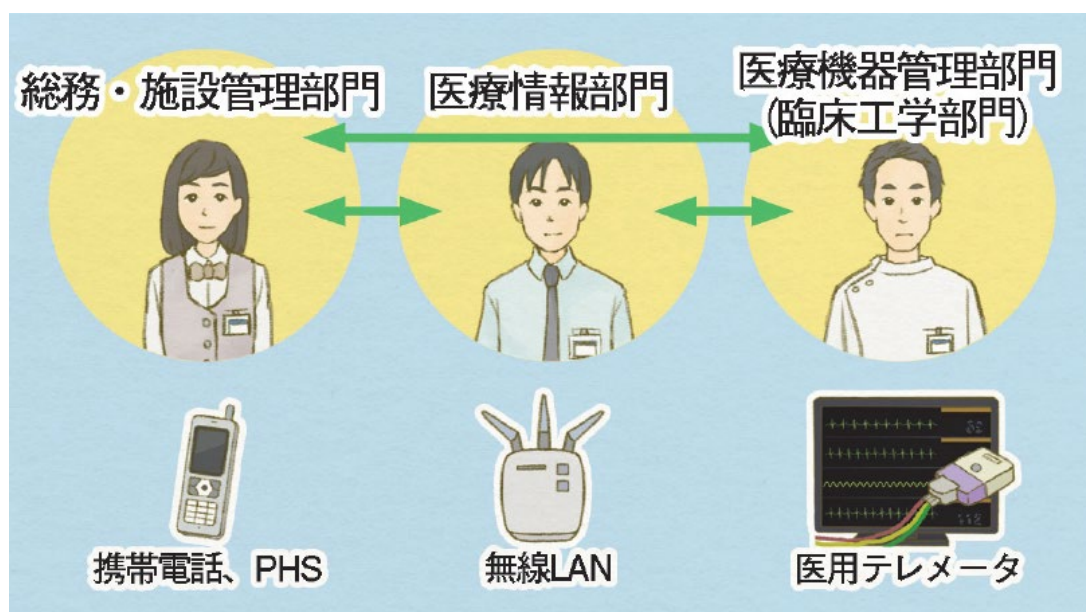 総務・施設管理部門
医療情報部門
医療機器管理部門
(臨床工学部門)
携帯電話、PHS
無線LAN
医用テレメータ